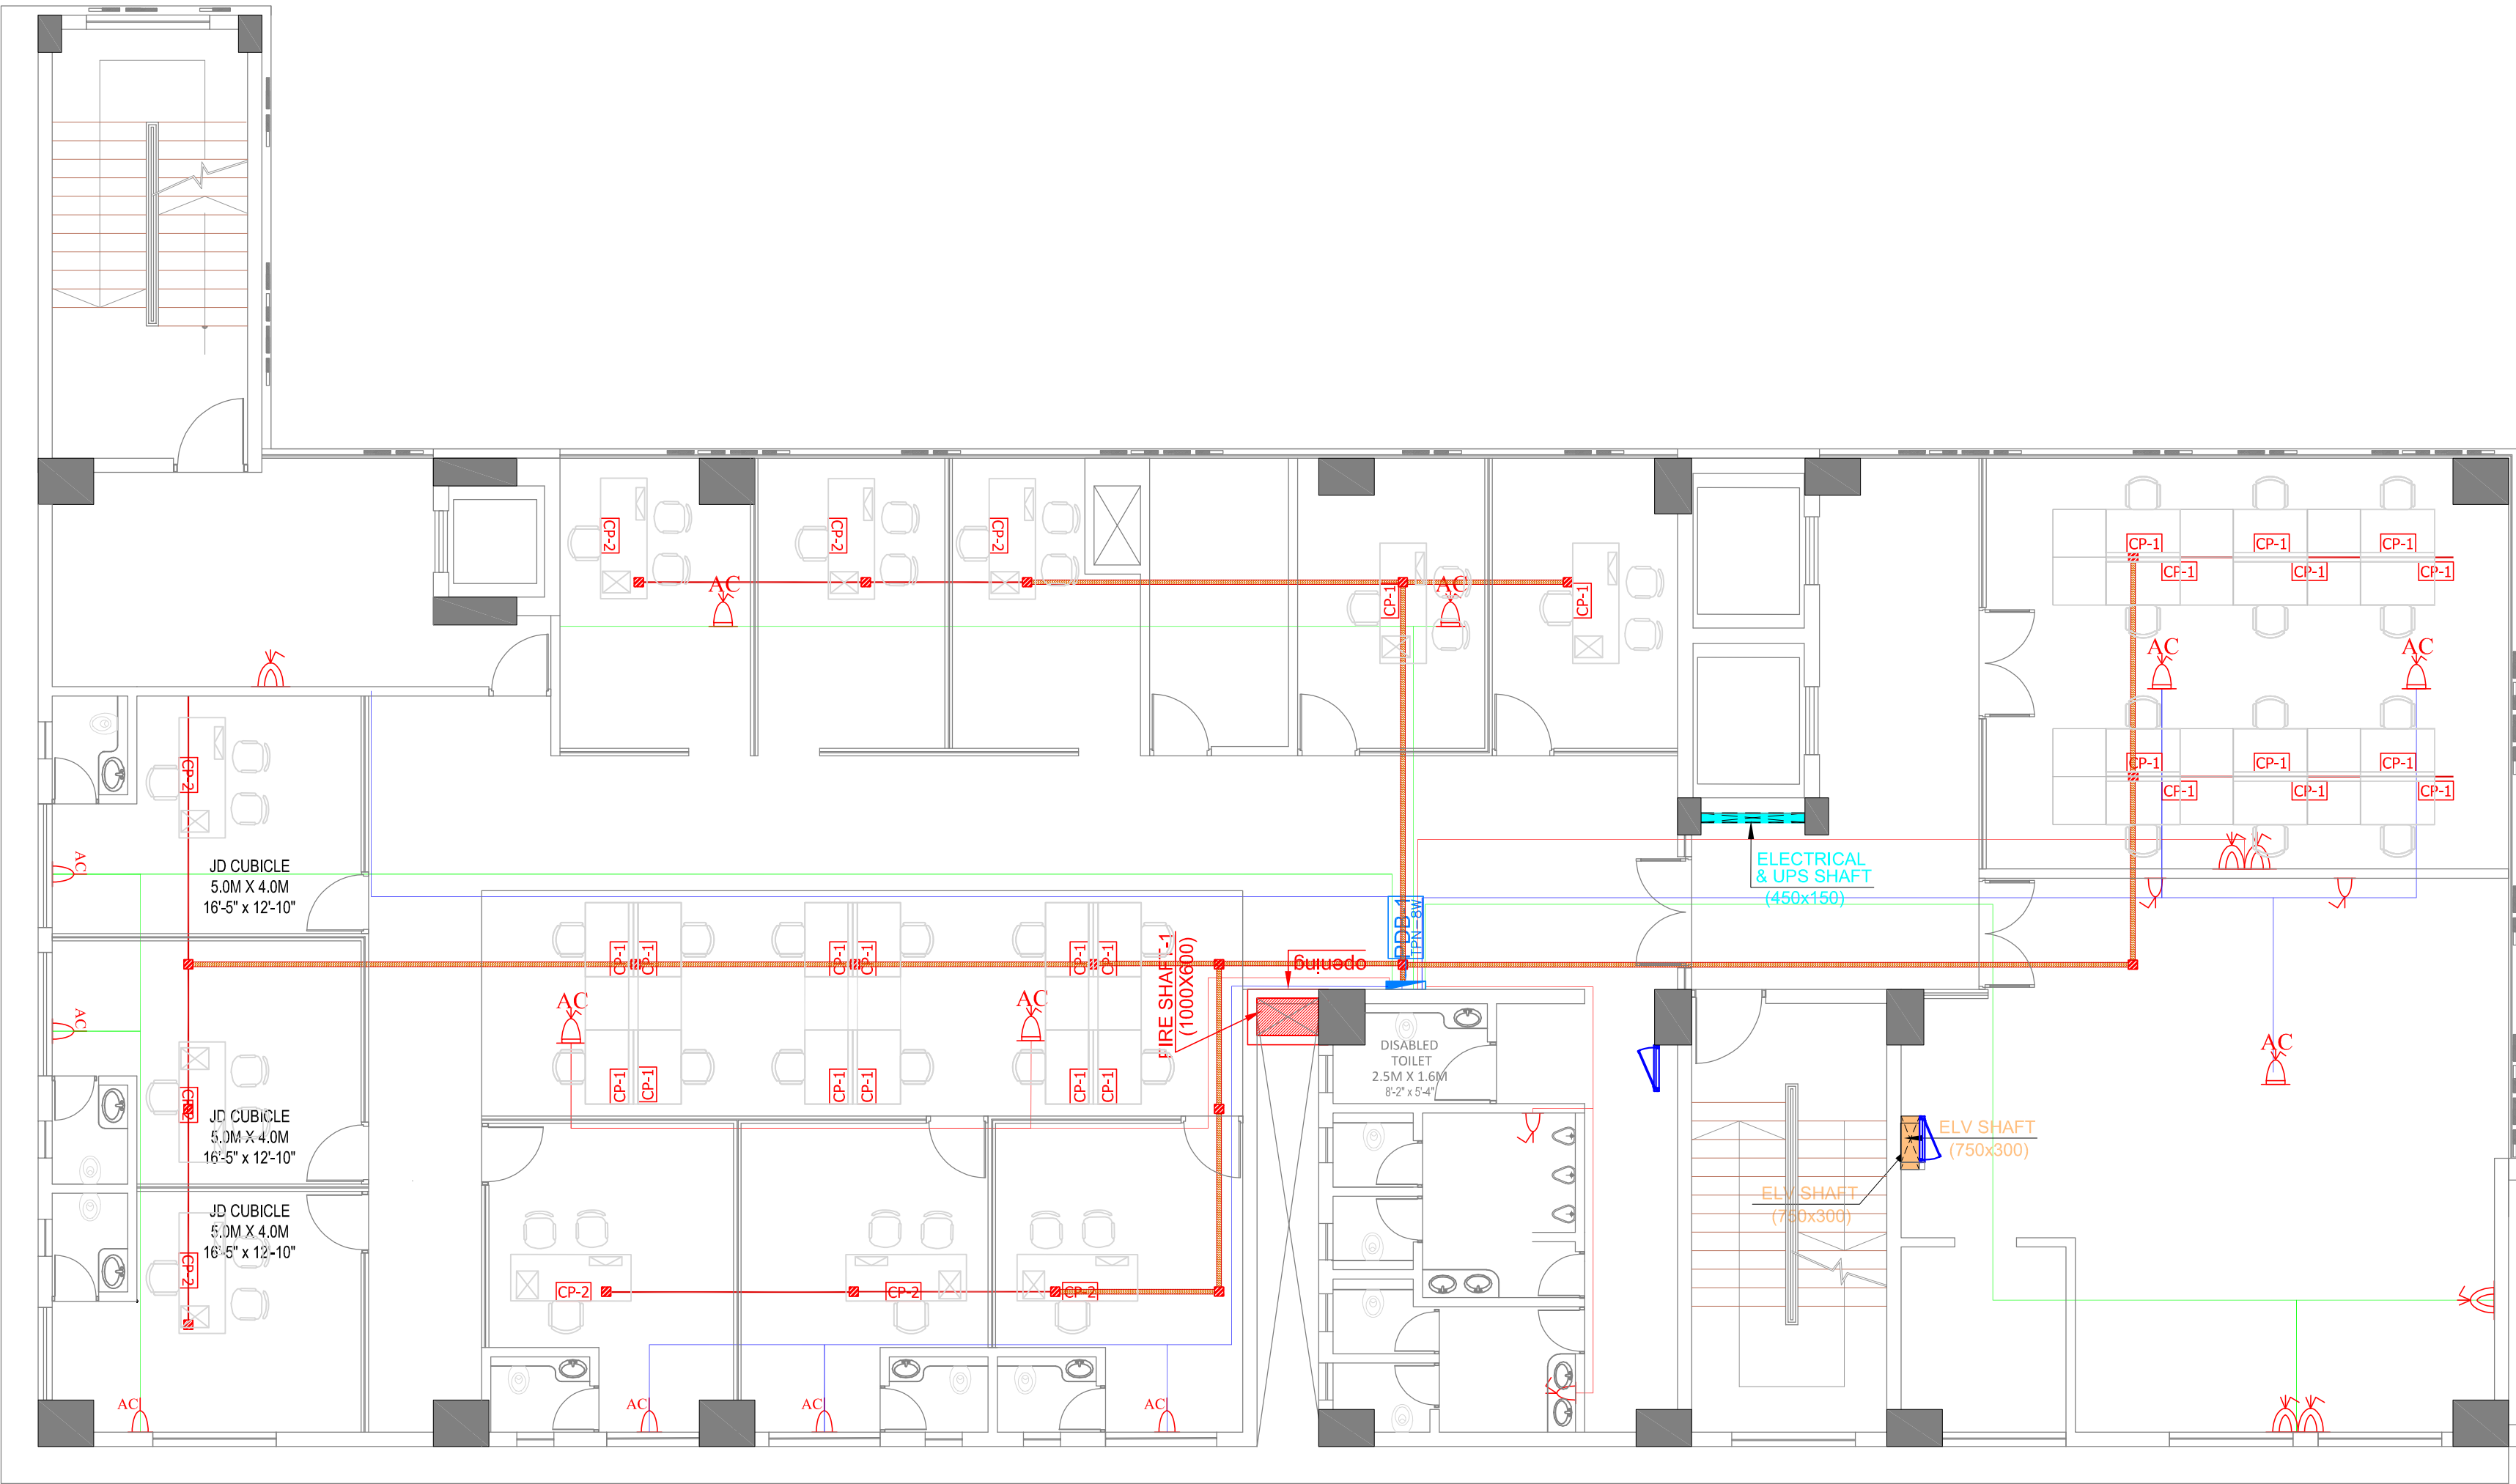 CP-2
CP-2
CP-2
AC
CP-1
AC
CP-1
CP-1
CP-1
CP-1
CP-1
CP-1
CP-1
AC
AC
CP-2
CP-1
CP-1
CP-1
CP-1
CP-1
CP-1
AC
JD CUBICLE
5.0M X 4.0M
16'-5" x 12'-10"
ELECTRICAL
& UPS SHAFT
(450x150)
PDB-1
TPN-8W
CP-1
CP-1
CP-1
CP-1
CP-1
CP-1
opening
FIRE SHAFT-1
(1000X600)
AC
AC
AC
DISABLED
TOILET
2.5M X 1.6M
8'-2" x 5'-4"
AC
CP-1
CP-1
CP-1
CP-1
CP-1
CP-1
CP-2
JD CUBICLE
5.0M X 4.0M
16'-5" x 12'-10"
ELV SHAFT
(750x300)
ELV SHAFT
(750x300)
JD CUBICLE
5.0M X 4.0M
16'-5" x 12'-10"
CP-2
CP-2
CP-2
CP-2
AC
AC
AC
AC